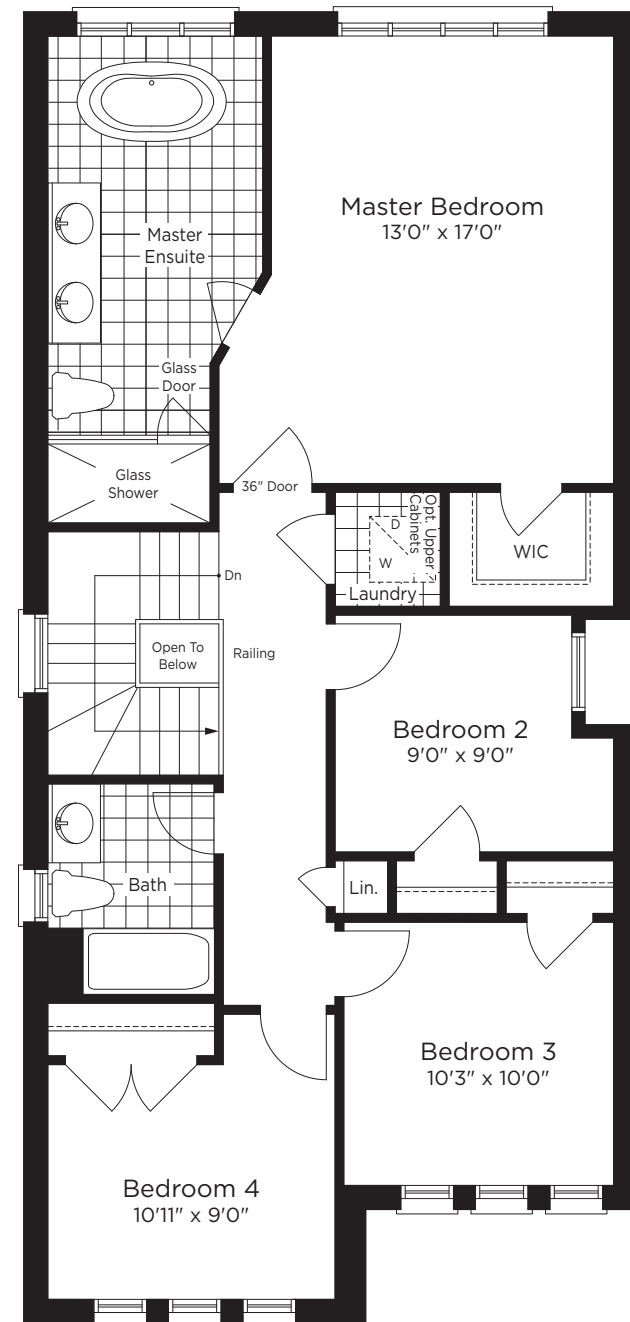 Master Bedroom
13'0" x 17'0"
Master
Ensuite
Glass
Door
Glass
Shower
36" Door
Opt. Upper
Cabinets
D
W
Laundry
WIC
Dn
Open To
Below
Railing
Bedroom 2
9'0" x 9'0"
Bath
Lin.
Bedroom 3
10'3" x 10'0"
Bedroom 4
10'11" x 9'0"